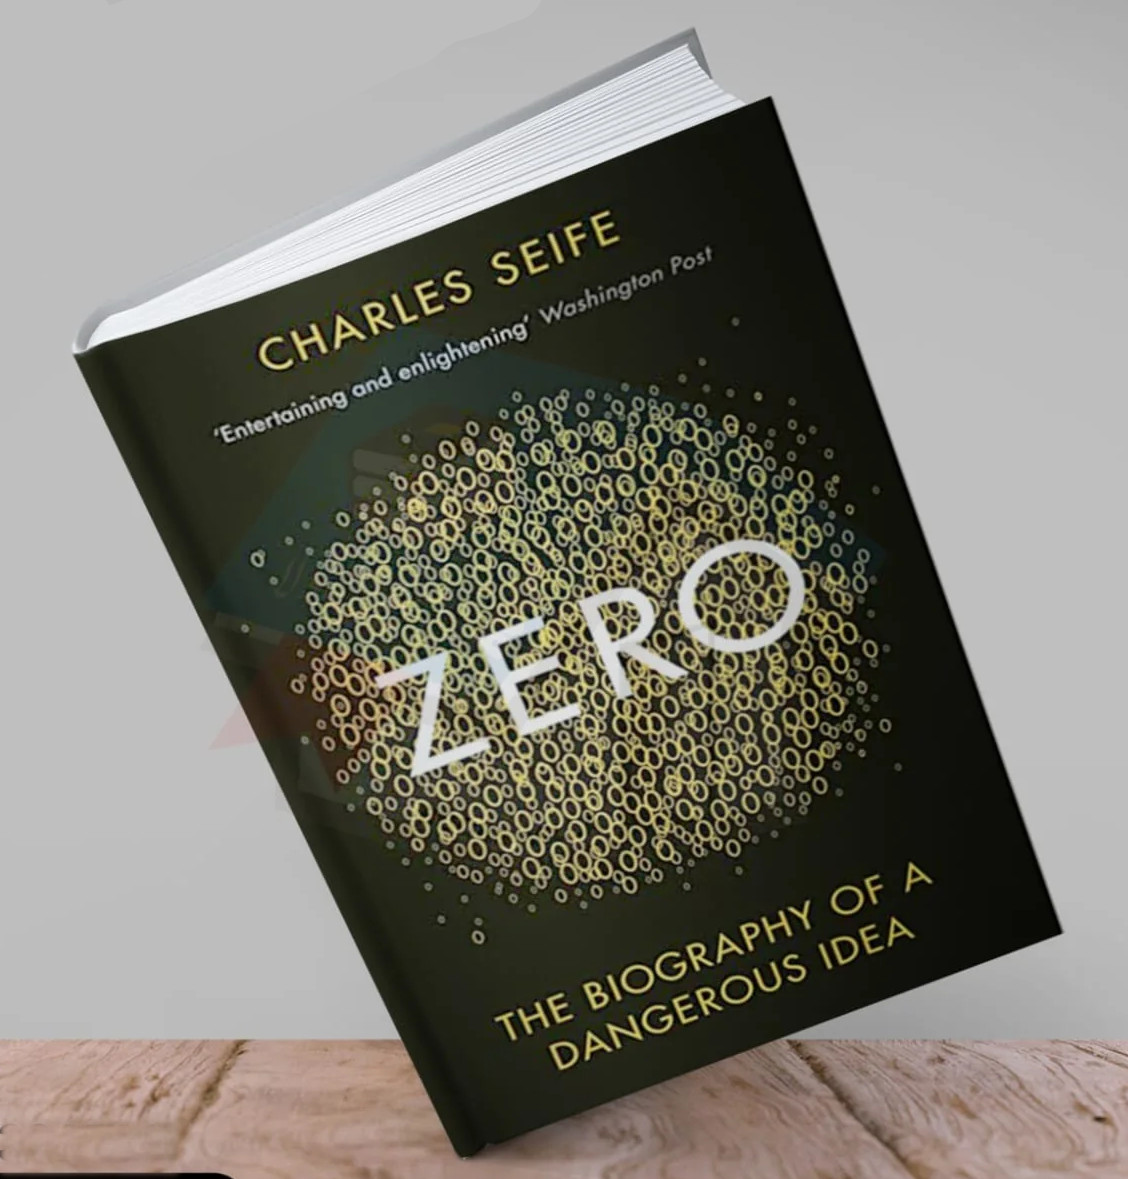 CHARLES SEIFE
'Entertaining and enlightening' Washington Post
ZERO
THE BIOGRAPHY OF A
DANGEROUS IDEA